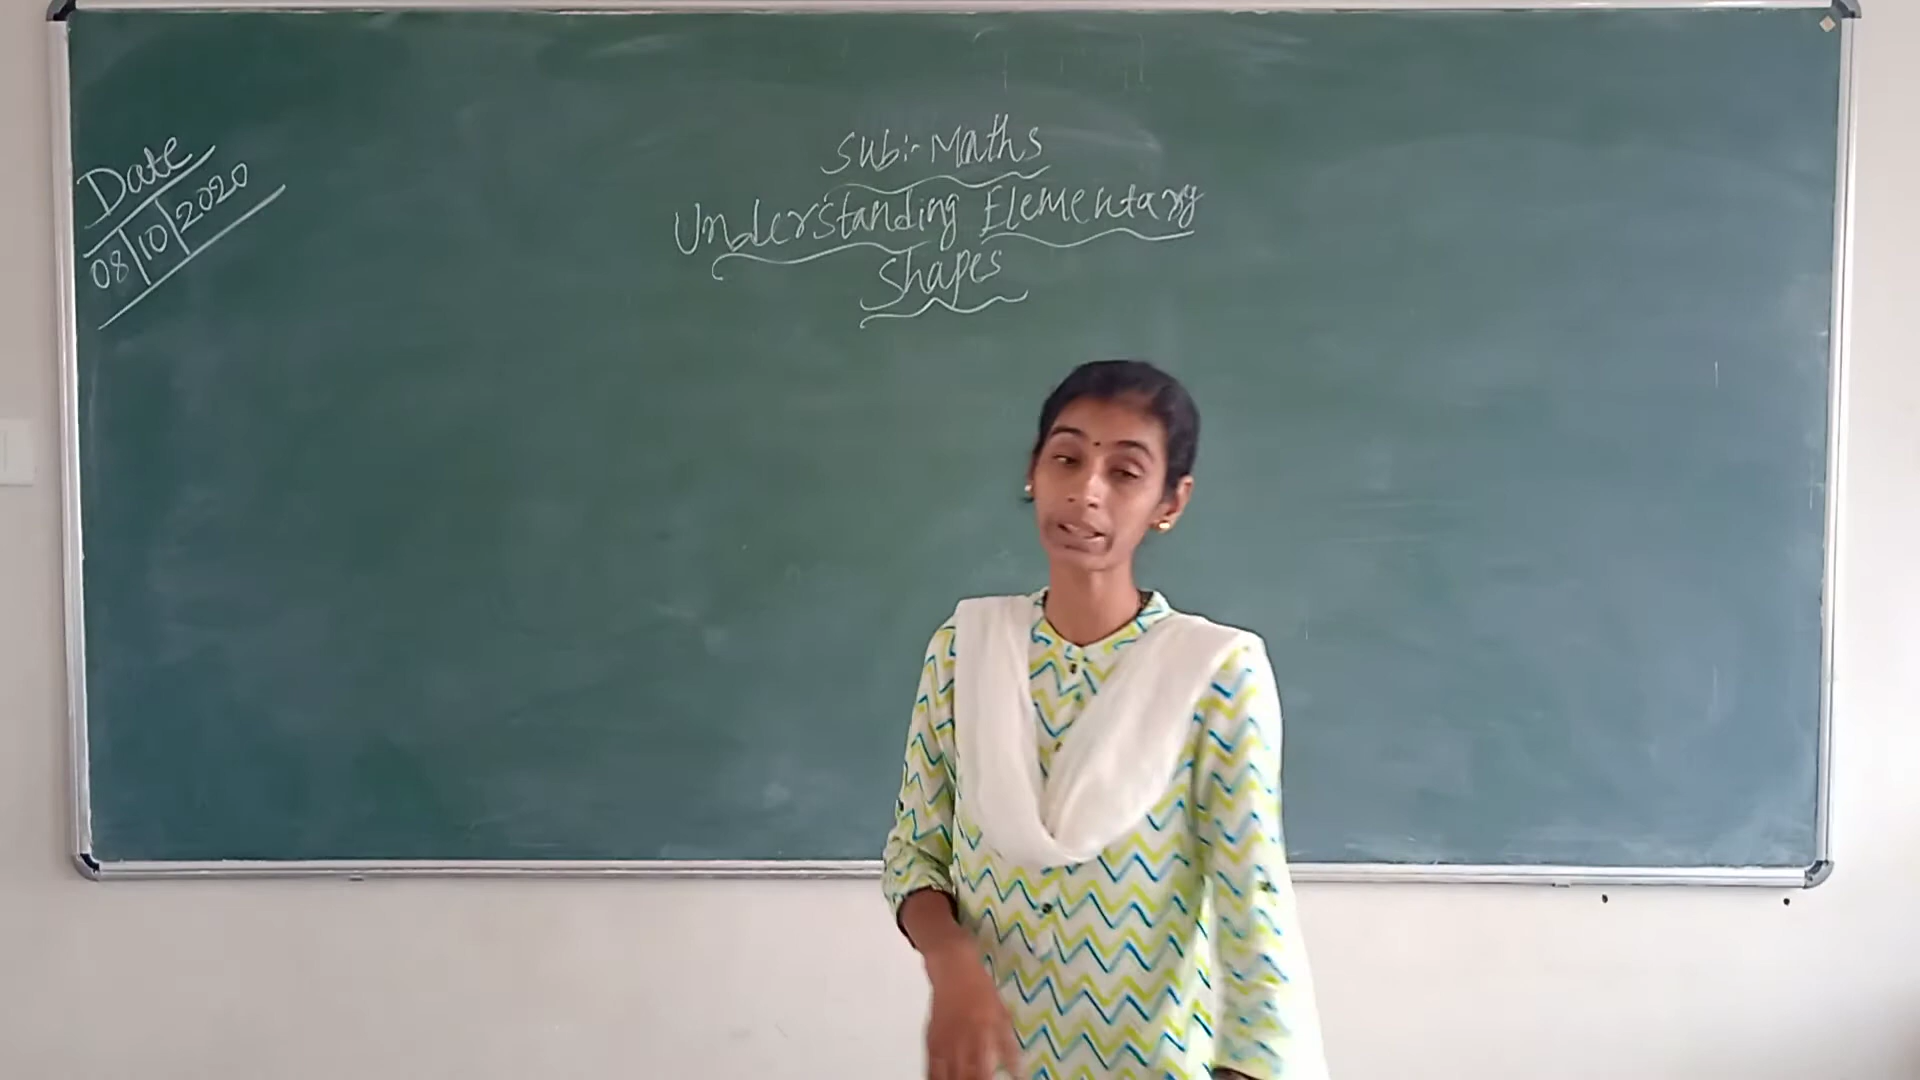 Date
08|10|2020
Sub:- Maths
Understanding Elementary
Shapes